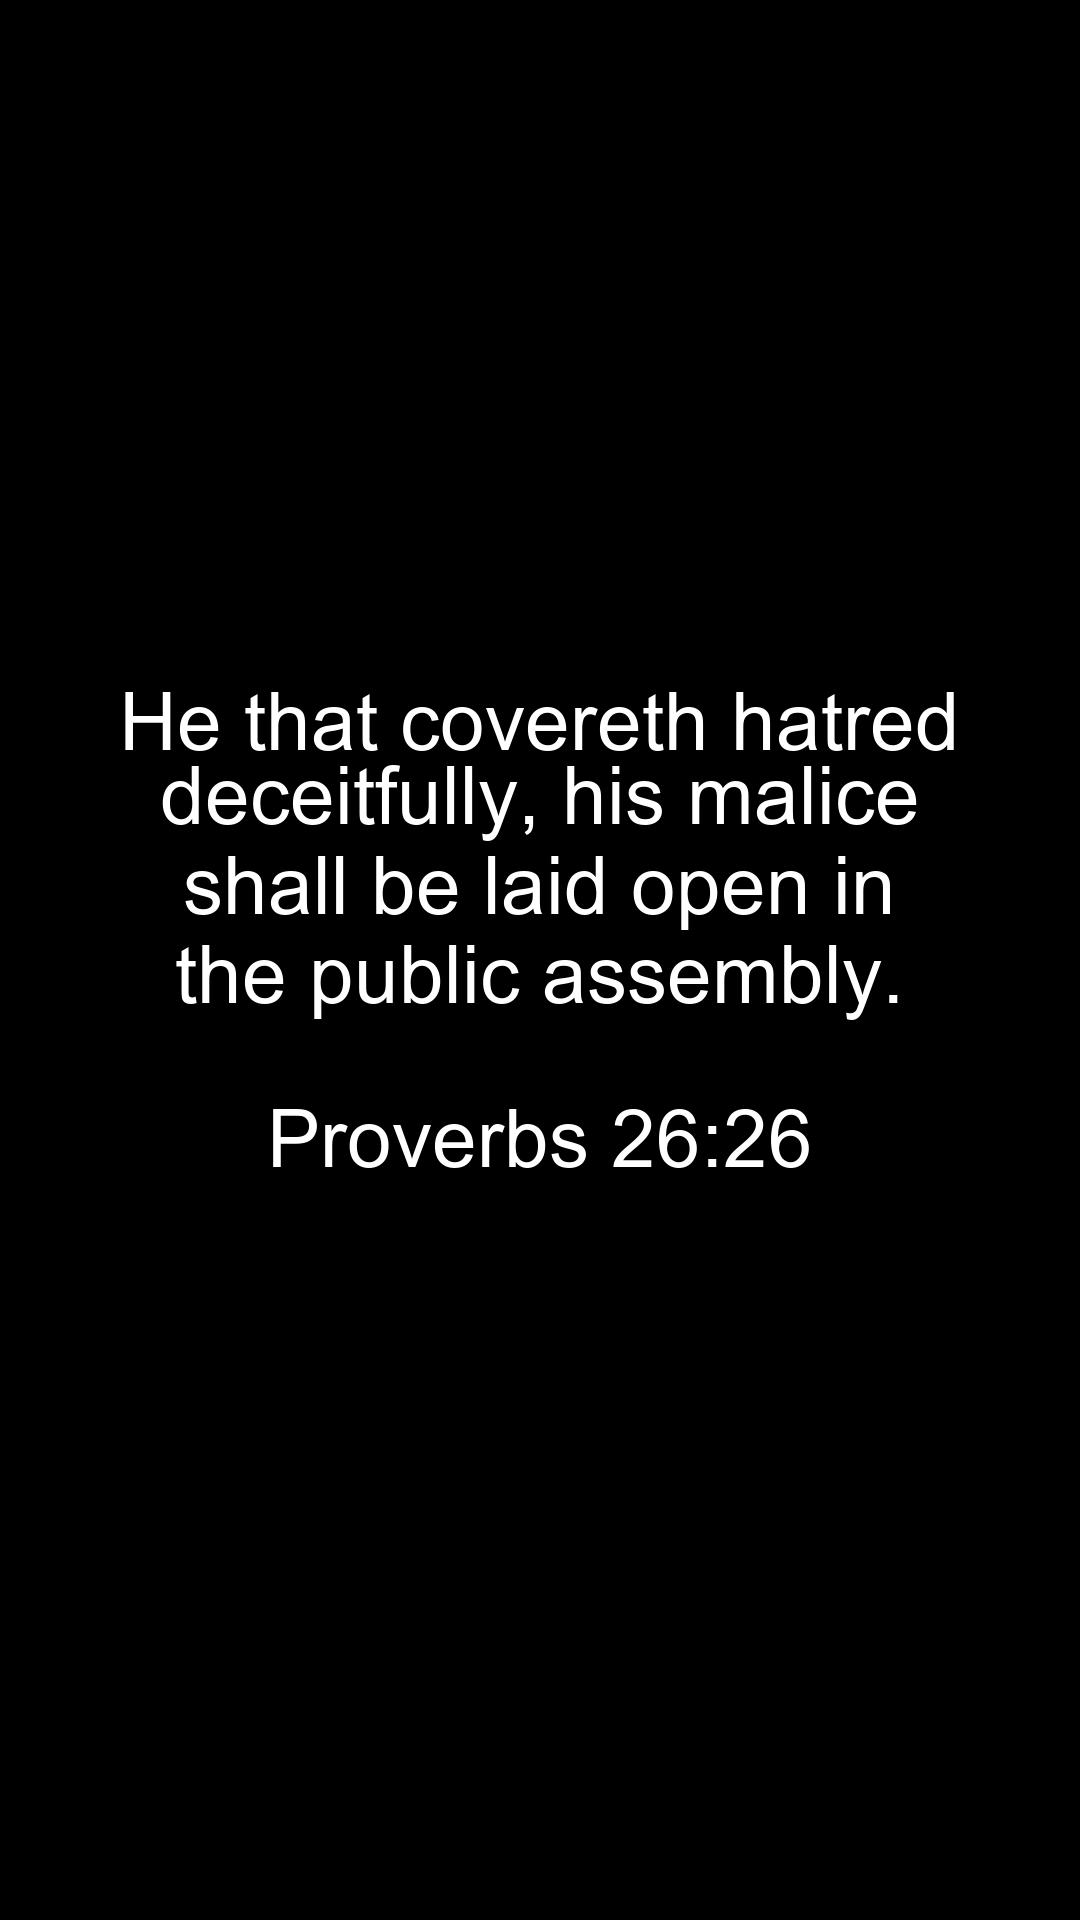 He that covereth hatred
deceitfully, his malice
shall be laid open in
the public assembly.
Proverbs 26:26